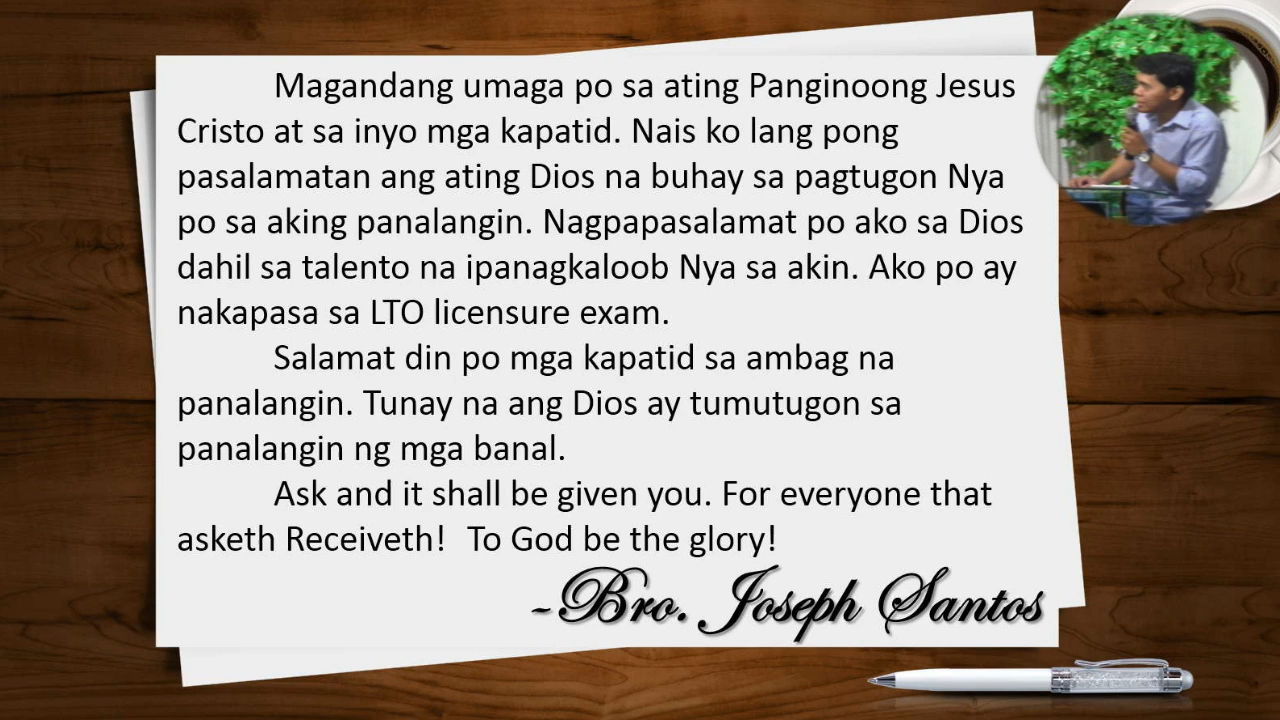 Magandang umaga po sa ating Panginoong Jesus
Cristo at sa inyo mga kapatid. Nais ko lang pong
pasalamatan ang ating Dios na buhay sa pagtugon Nya
po sa aking panalangin. Nagpapasalamat po ako sa Dios
dahil sa talento na ipanagkaloob Nya sa akin. Ako po ay
nakapasa sa LTO licensure exam.
Salamat din po mga kapatid sa ambag na
panalangin. Tunay na ang Dios ay tumutugon sa
panalangin ng mga banal.
Ask and it shall be given you. For everyone that
asketh Receiveth! To God be the glory!
-Bro. Joseph Santos